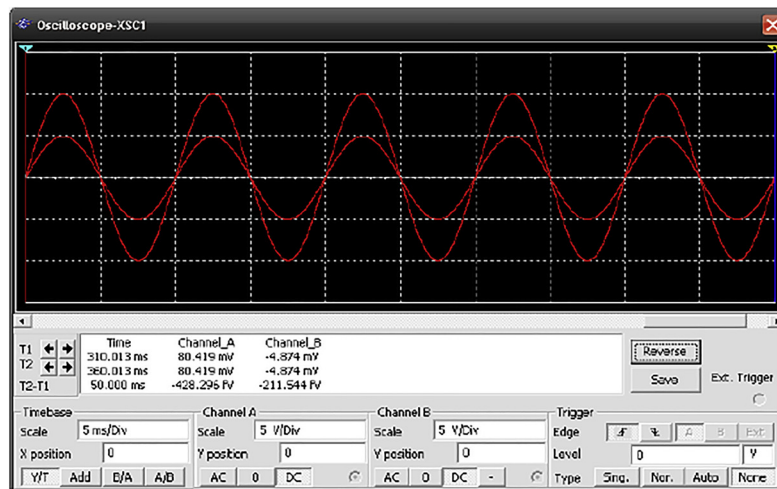 Oscilloscope-XSC1
T1
T2
T2-T1
Time Channel_A Channel_B
310.013 ms 80.419 mV -4.874 mV
360.013 ms 80.419 mV -4.874 mV
50.000 ms -428.296 fV -211.544 fV
Reverse
Save
Ext. Trigger
Timebase
Scale 5 ms/Div
X position 0
Y/T Add B/A A/B
Channel A
Scale 5 V/Div
Y position 0
AC 0 DC
Channel B
Scale 5 V/Div
Y position 0
AC 0 DC -
Trigger
Edge A B Ext
Level 0 V
Type Sing. Nor. Auto None